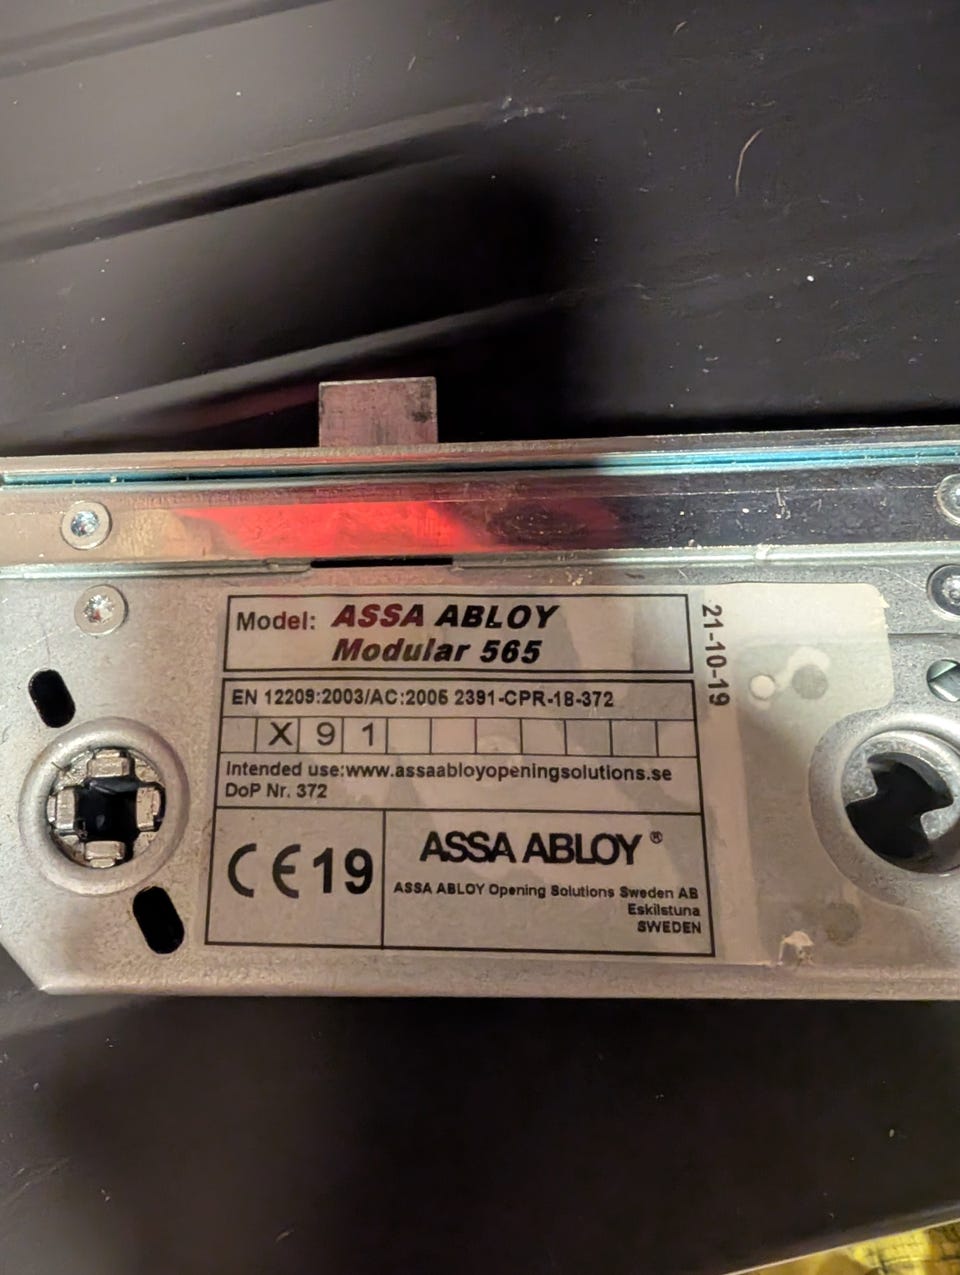 Model: ASSA ABLOY
Modular 565
21-10-19
EN 12209:2003/AC:2005 2391-CPR-18-372
X 9 1
Intended use:www.assaabloyopeningsolutions.se
DoP Nr. 372
CE 19
ASSA ABLOY ®
ASSA ABLOY Opening Solutions Sweden AB
Eskilstuna
SWEDEN